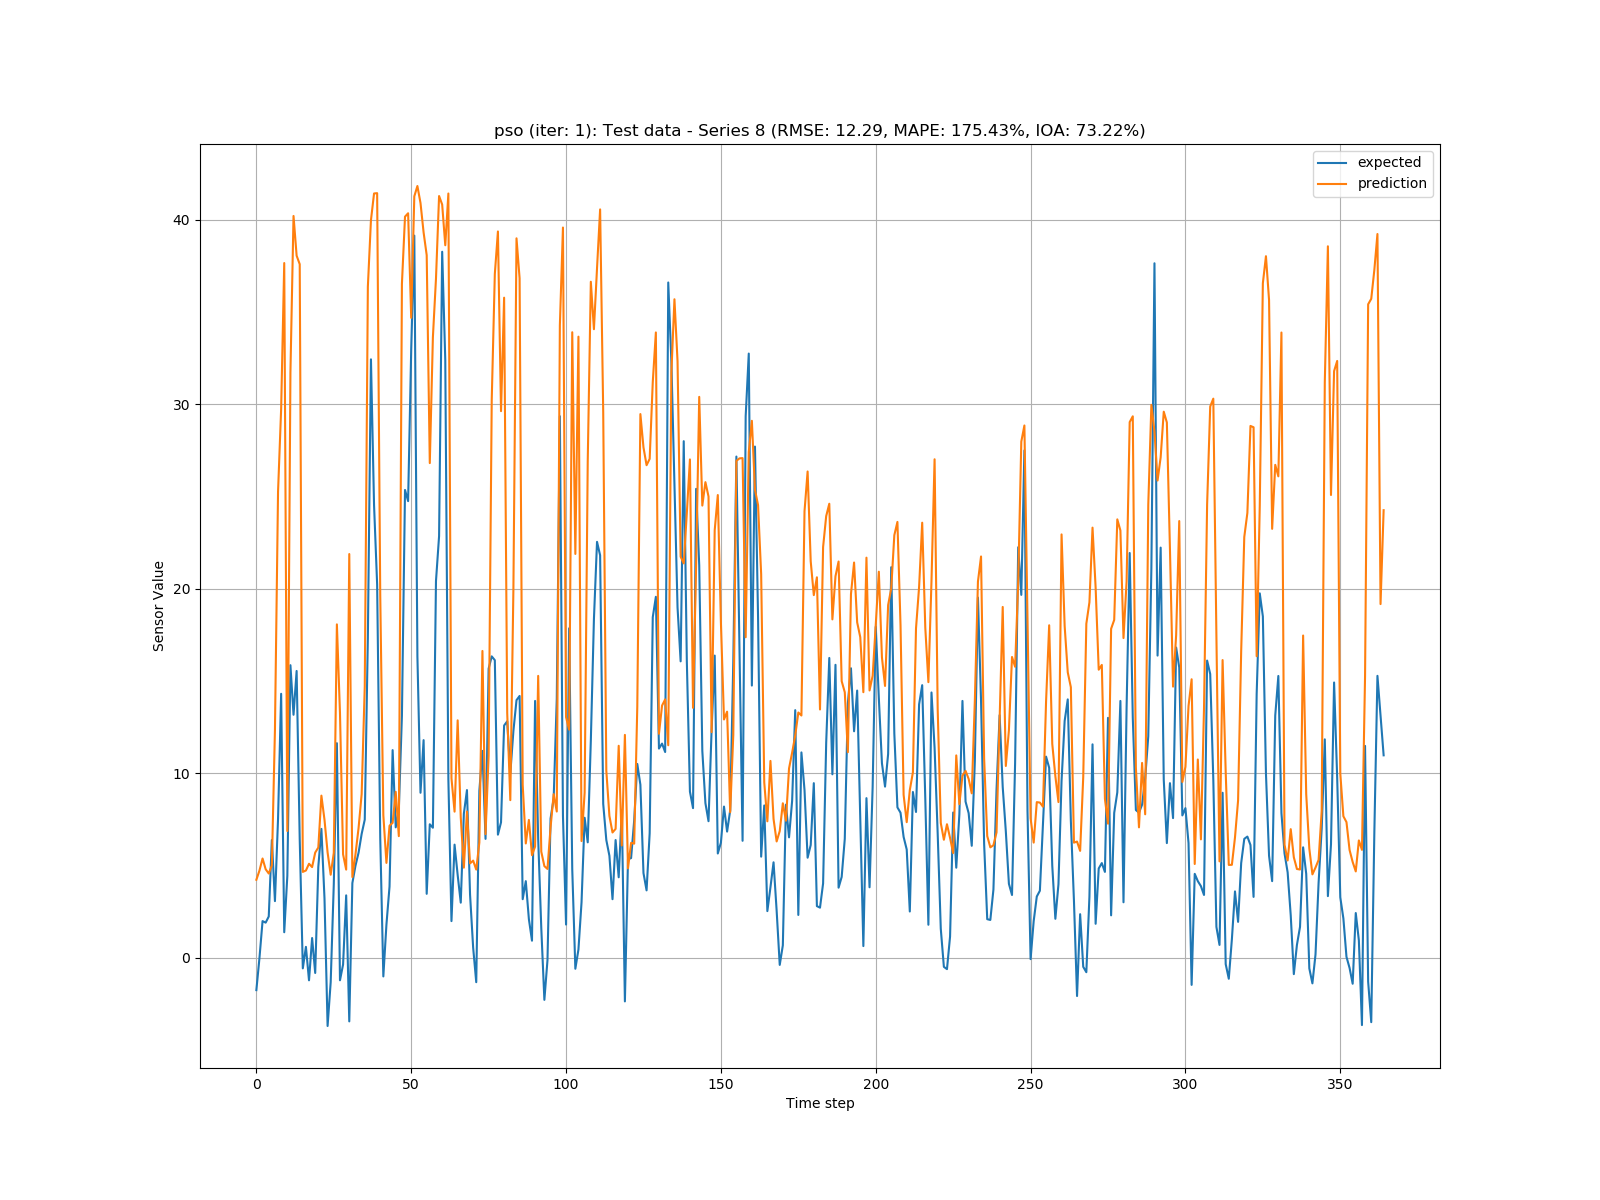 pso (iter: 1): Test data - Series 8 (RMSE: 12.29, MAPE: 175.43%, IOA: 73.22%)
expected
prediction
40
30
20
10
0
Sensor Value
0 50 100 150 200 250 300 350
Time step